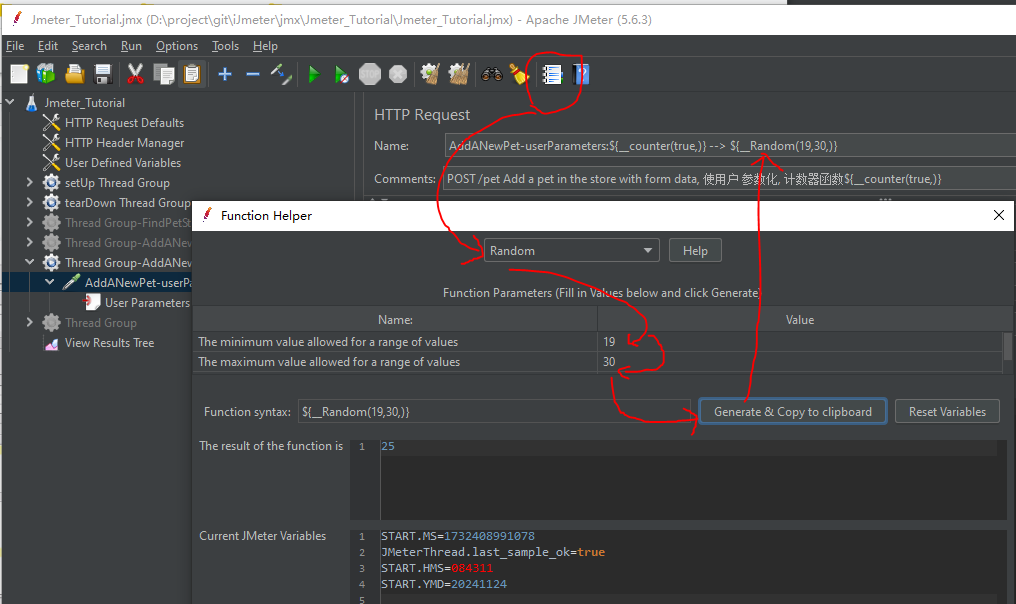 Jmeter_Tutorial.jmx (D:\project\git\iJmeter\jmx\Jmeter_Tutorial\Jmeter_Tutorial.jmx) - Apache JMeter (5.6.3)
File Edit Search Run Options Tools Help
STOP
Jmeter_Tutorial
HTTP Request Defaults
HTTP Header Manager
User Defined Variables
setUp Thread Group
tearDown Thread Group
Thread Group-FindPetSt
Thread Group-AddANew
Thread Group-AddANew
AddANewPet-userPa
User Parameters
Thread Group
View Results Tree
HTTP Request
Name: AddANewPet-userParameters:${__counter(true,)} --> ${__Random(19,30,)}
Comments: POST /pet Add a pet in the store with form data, 使用户 参数化, 计数器函数${__counter(true,)}
Function Helper
Random Help
Function Parameters (Fill in Values below and click Generate)
Name: Value
The minimum value allowed for a range of values 19
The maximum value allowed for a range of values 30
Function syntax: ${__Random(19,30,)} Generate & Copy to clipboard Reset Variables
The result of the function is 1 25
Current JMeter Variables 1 START.MS=1732408991078
2 JMeterThread.last_sample_ok=true
3 START.HMS=084311
4 START.YMD=20241124
5